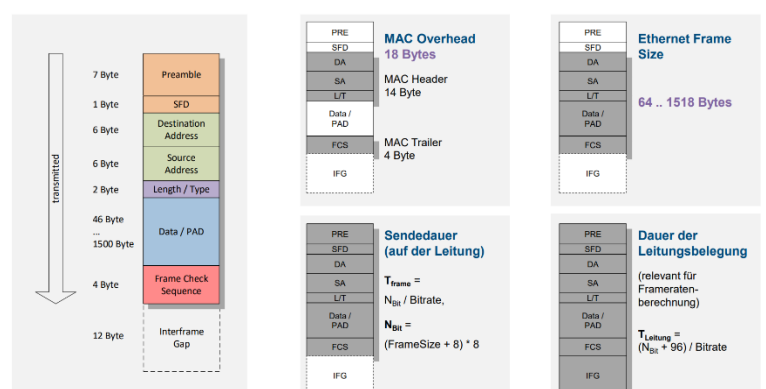 transmitted
7 Byte
Preamble
1 Byte
SFD
6 Byte
Destination
Address
6 Byte
Source
Address
2 Byte
Length / Type
46 Byte
...
1500 Byte
Data / PAD
4 Byte
Frame Check
Sequence
12 Byte
Interframe
Gap
PRE
SFD
DA
SA
L/T
Data /
PAD
FCS
IFG
MAC Overhead
18 Bytes
MAC Header
14 Byte
MAC Trailer
4 Byte
PRE
SFD
DA
SA
L/T
Data /
PAD
FCS
IFG
Ethernet Frame
Size
64 .. 1518 Bytes
PRE
SFD
DA
SA
L/T
Data /
PAD
FCS
IFG
Sendedauer
(auf der Leitung)
Tframe =
NBit / Bitrate,
NBit =
(FrameSize + 8) * 8
PRE
SFD
DA
SA
L/T
Data /
PAD
FCS
IFG
Dauer der
Leitungsbelegung
(relevant für
Frameraten-
berechnung)
TLeitung =
(NBit + 96) / Bitrate